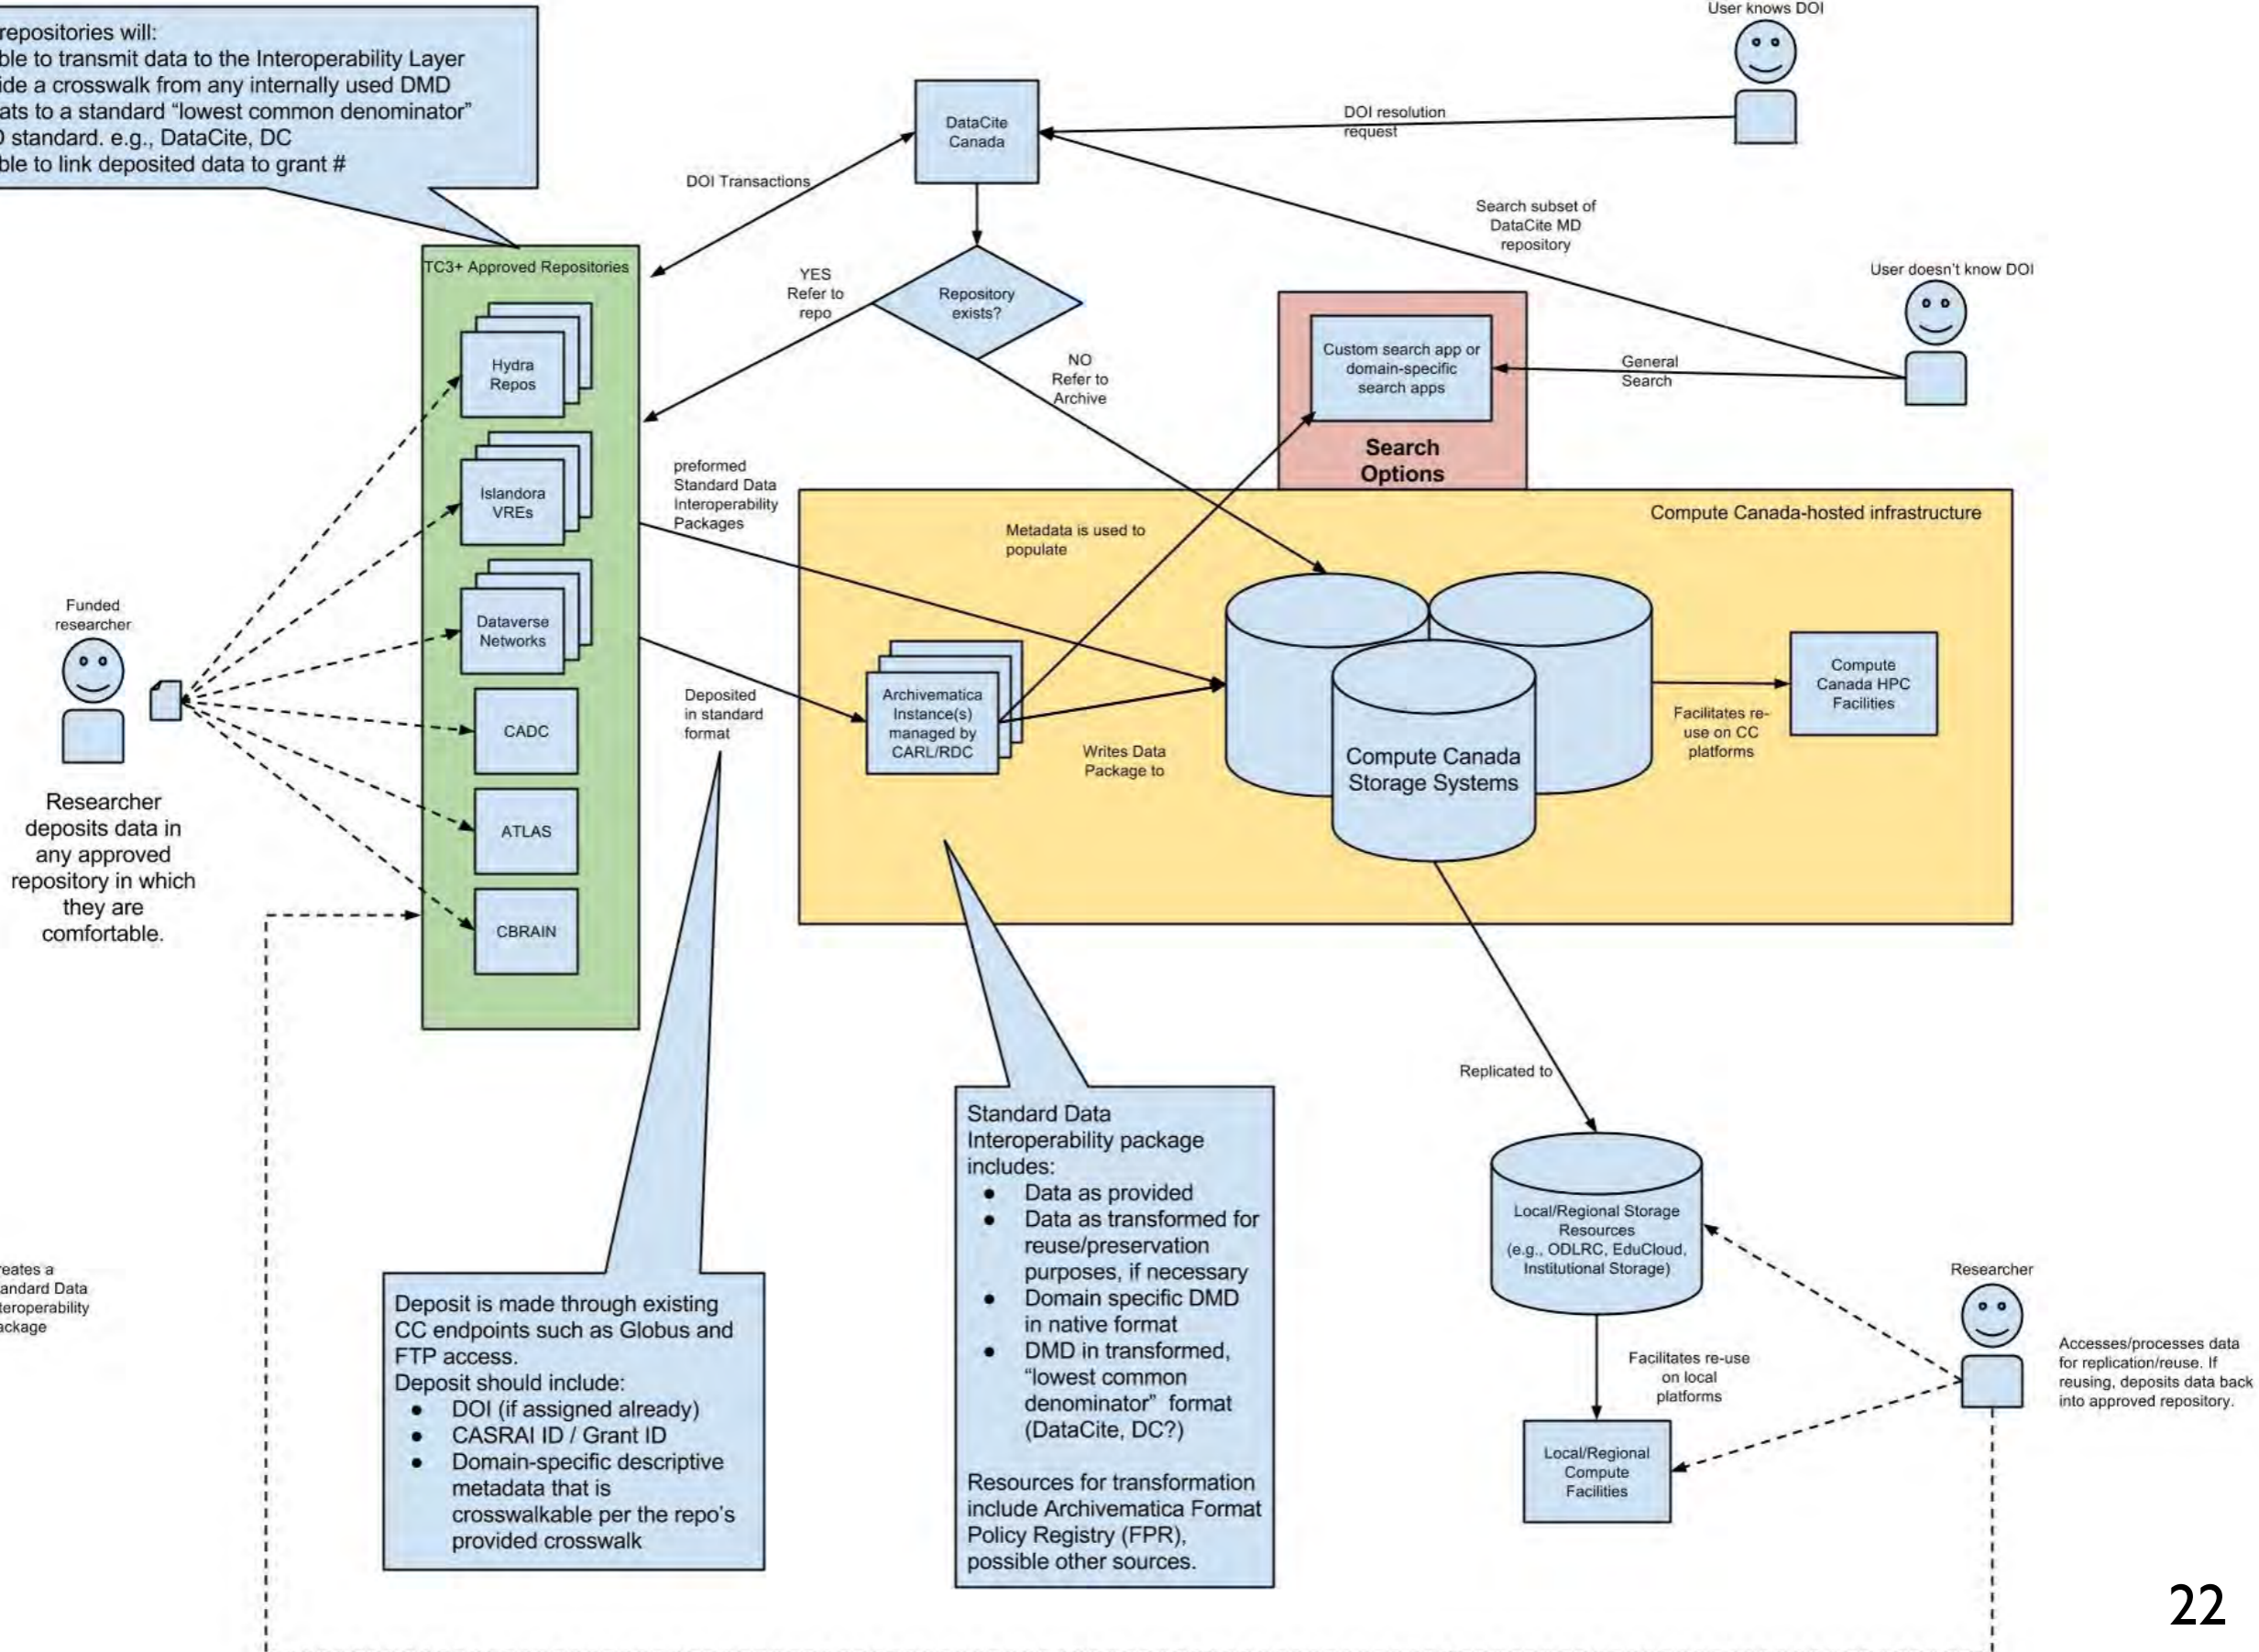 repositories will:
ble to transmit data to the Interoperability Layer
ide a crosswalk from any internally used DMD
ats to a standard “lowest common denominator”
D standard. e.g., DataCite, DC
ble to link deposited data to grant #
User knows DOI
DataCite
Canada
DOI resolution
request
DOI Transactions
Search subset of
DataCite MD
repository
User doesn’t know DOI
TC3+ Approved Repositories
YES
Refer to
repo
Repository
exists?
NO
Refer to
Archive
Custom search app or
domain-specific
search apps
General
Search
Search
Options
Hydra
Repos
Islandora
VREs
Dataverse
Networks
CADC
ATLAS
CBRAIN
preformed
Standard Data
Interoperability
Packages
Compute Canada-hosted infrastructure
Metadata is used to
populate
Funded
researcher
Researcher
deposits data in
any approved
repository in which
they are
comfortable.
Deposited
in standard
format
Archivematica
Instance(s)
managed by
CARL/RDC
Writes Data
Package to
Compute Canada
Storage Systems
Facilitates re-
use on CC
platforms
Compute
Canada HPC
Facilities
Replicated to
Standard Data
Interoperability package
includes:
● Data as provided
● Data as transformed for
reuse/preservation
purposes, if necessary
● Domain specific DMD
in native format
● DMD in transformed,
“lowest common
denominator” format
(DataCite, DC?)
Resources for transformation
include Archivematica Format
Policy Registry (FPR),
possible other sources.
Local/Regional Storage
Resources
(e.g., ODLRC, EduCloud,
Institutional Storage)
Researcher
Accesses/processes data
for replication/reuse. If
reusing, deposits data back
into approved repository.
Facilitates re-use
on local
platforms
Local/Regional
Compute
Facilities
reates a
andard Data
teroperability
ackage
Deposit is made through existing
CC endpoints such as Globus and
FTP access.
Deposit should include:
● DOI (if assigned already)
● CASRAI ID / Grant ID
● Domain-specific descriptive
metadata that is
crosswalkable per the repo’s
provided crosswalk
22